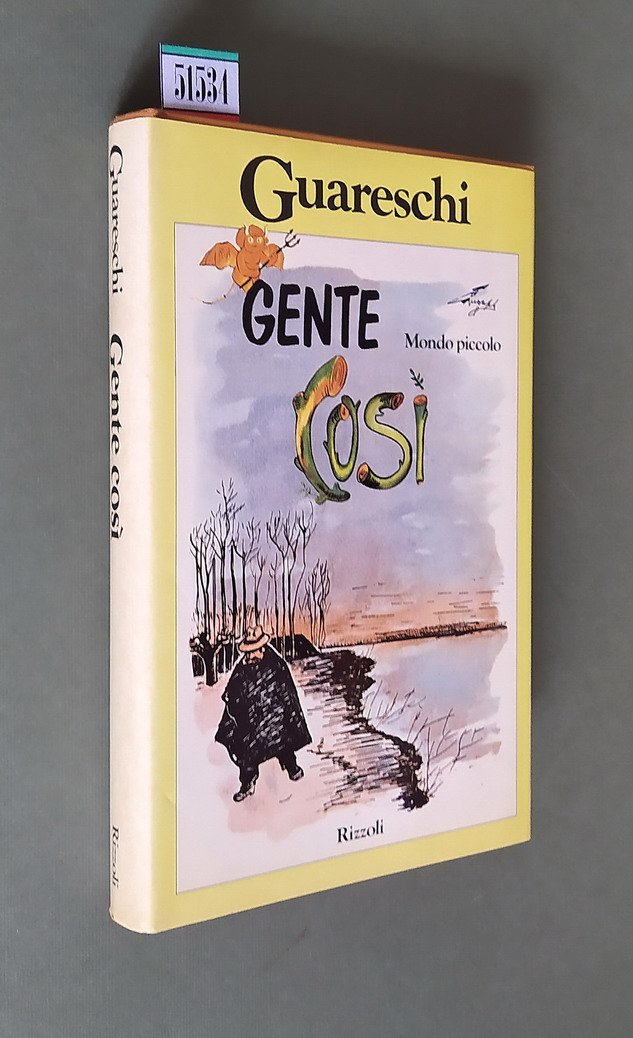 51534
Guareschi
GENTE
Mondo piccolo
Così
Rizzoli
Guareschi Gente così Rizzoli